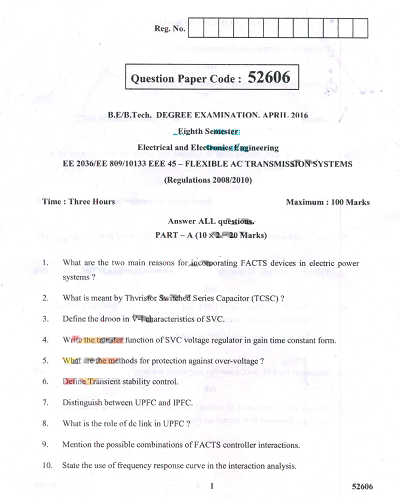 Reg. No.
Question Paper Code : 52606
B.E/B.Tech. DEGREE EXAMINATION, APRIL 2016
Eighth Semester
Electrical and Electronics Engineering
EE 2036/EE 809/10133 EEE 45 – FLEXIBLE AC TRANSMISSION SYSTEMS
(Regulations 2008/2010)
Time : Three Hours Maximum : 100 Marks
Answer ALL questions.
PART – A (10 × 2 = 20 Marks)
1. What are the two main reasons for incorporating FACTS devices in electric power
systems ?
2. What is meant by Thyristor Switched Series Capacitor (TCSC) ?
3. Define the droop in V-I characteristics of SVC.
4. Write the transfer function of SVC voltage regulator in gain time constant form.
5. What are the methods for protection against over-voltage ?
6. Define Transient stability control.
7. Distinguish between UPFC and IPFC.
8. What is the role of dc link in UPFC ?
9. Mention the possible combinations of FACTS controller interactions.
10. State the use of frequency response curve in the interaction analysis.
1 52606